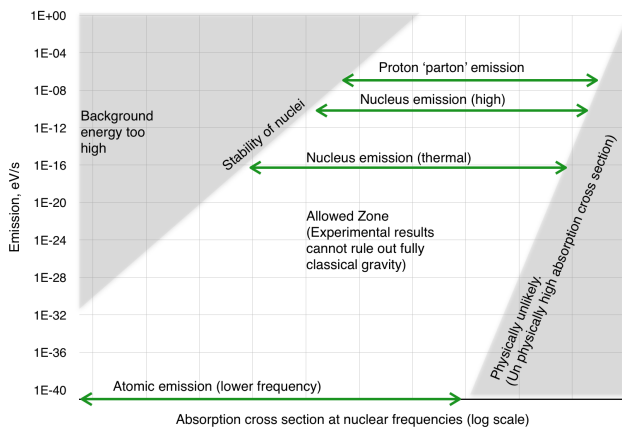 1E+00
1E-04
1E-08
1E-12
1E-16
1E-20
1E-24
1E-28
1E-32
1E-36
1E-40
Emission, eV/s
Background
energy too
high
Stability of nuclei
Proton ‘parton’ emission
Nucleus emission (high)
Nucleus emission (thermal)
Allowed Zone
(Experimental results
cannot rule out fully
classical gravity)
Physically unlikely.
(Un physically high absorption cross section)
Atomic emission (lower frequency)
Absorption cross section at nuclear frequencies (log scale)